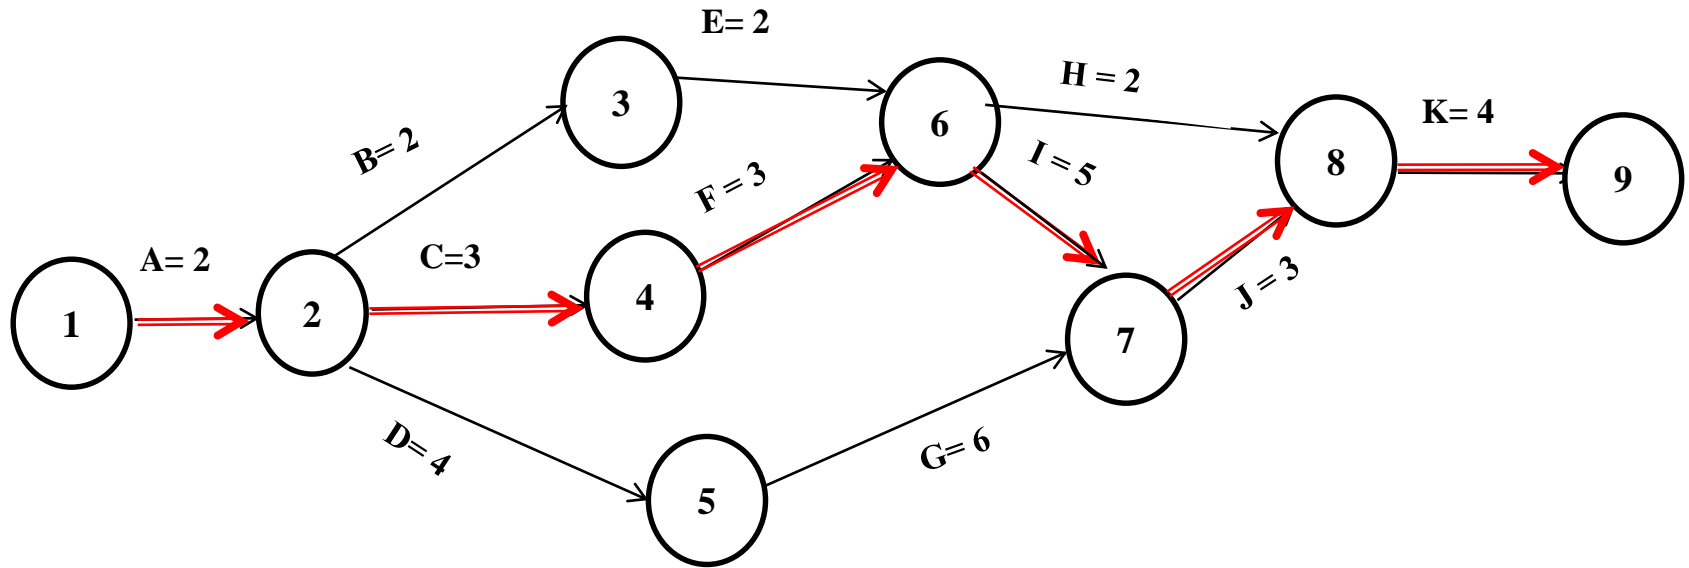 E= 2
3
H = 2
K= 4
6
B= 2
8
I = 5
9
F = 3
A= 2
C=3
4
2
1
J = 3
7
D= 4
G= 6
5